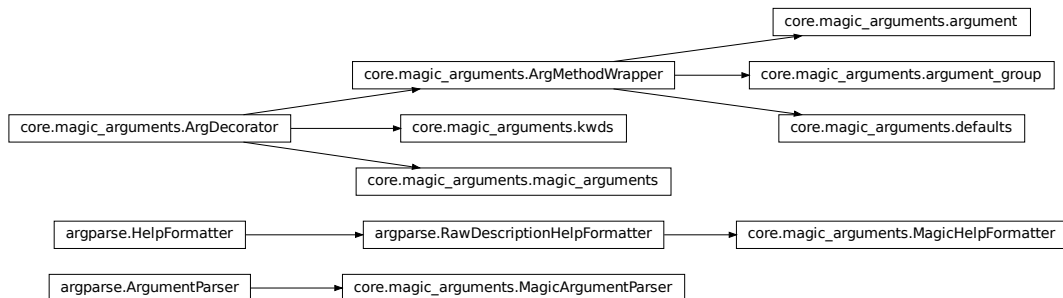 core.magic_arguments.argument
core.magic_arguments.ArgMethodWrapper
core.magic_arguments.argument_group
core.magic_arguments.ArgDecorator
core.magic_arguments.kwds
core.magic_arguments.defaults
core.magic_arguments.magic_arguments
argparse.HelpFormatter
argparse.RawDescriptionHelpFormatter
core.magic_arguments.MagicHelpFormatter
argparse.ArgumentParser
core.magic_arguments.MagicArgumentParser